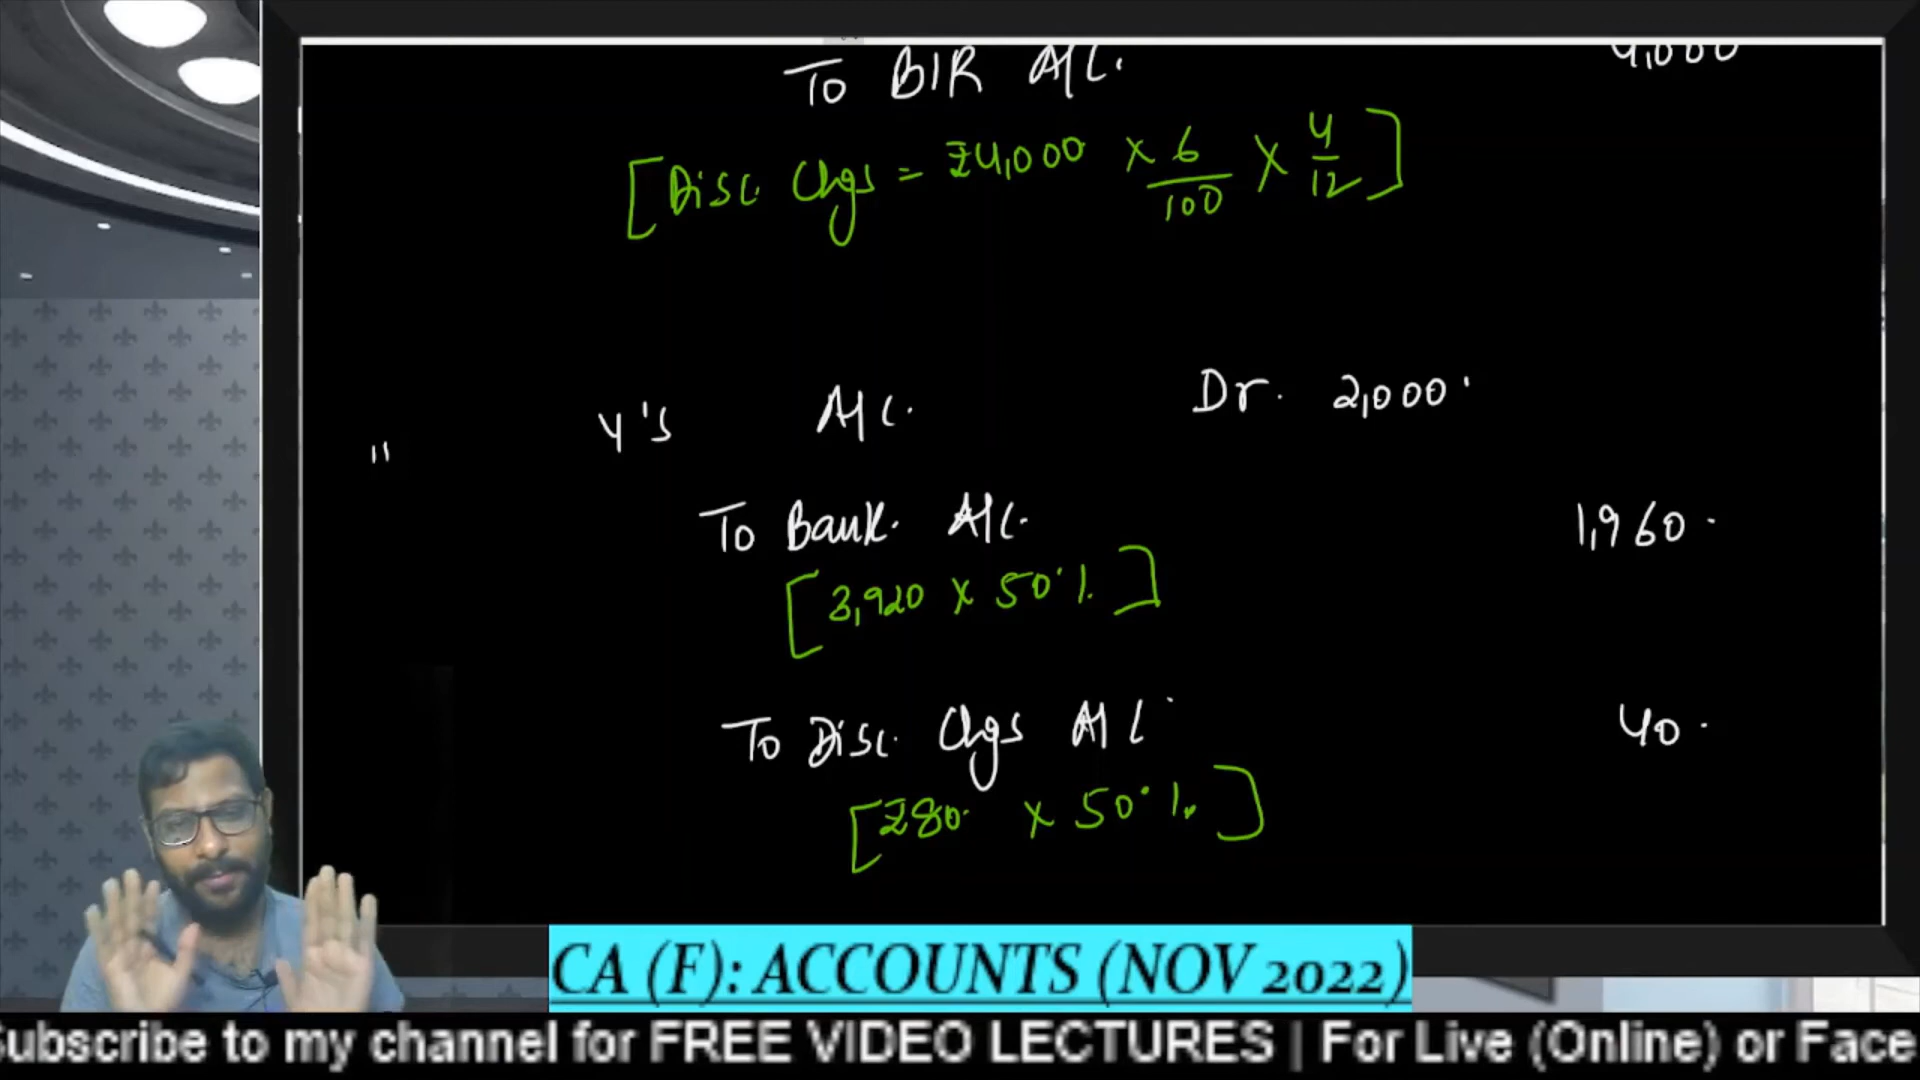 To B/R A/c. 4,000
[Disc. Chgs = ₹4,000 × 6/100 × 4/12]
" Y's A/c. Dr. 2,000.
To Bank. A/c. 1,960.
[3,920 × 50%.]
To Disc. Chgs A/c 40.
[₹80. × 50%.]
CA (F): ACCOUNTS (NOV 2022)
Subscribe to my channel for FREE VIDEO LECTURES | For Live (Online) or Face